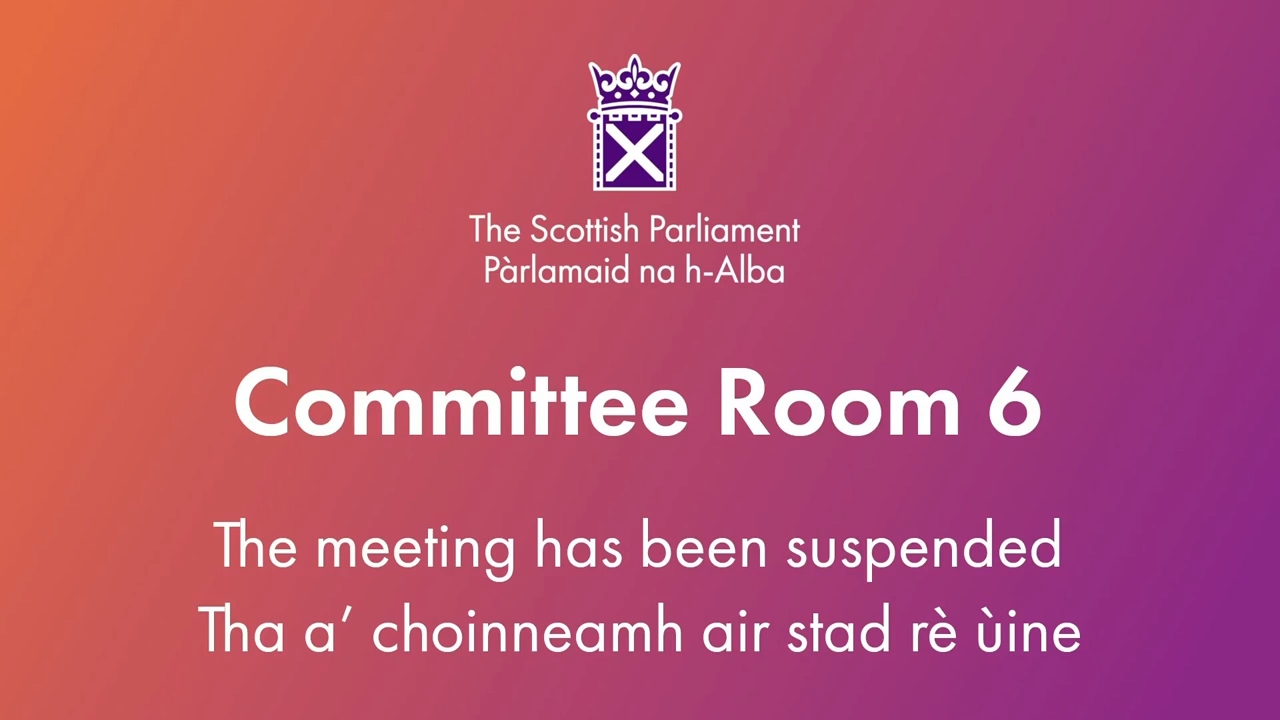 The Scottish Parliament
Pàrlamaid na h-Alba
Committee Room 6
The meeting has been suspended
Tha a’ choinneamh air stad rè ùine